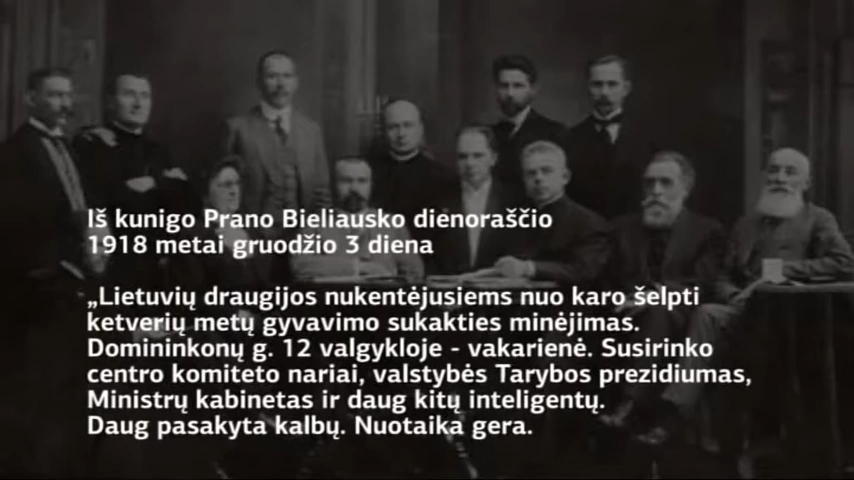 Iš kunigo Prano Bieliausko dienoraščio
1918 metai gruodžio 3 diena
„Lietuvių draugijos nukentėjusiems nuo karo šelpti
ketverių metų gyvavimo sukakties minėjimas.
Domininkonų g. 12 valgykloje - vakarienė. Susirinko
centro komiteto nariai, valstybės Tarybos prezidiumas,
Ministrų kabinetas ir daug kitų inteligentų.
Daug pasakyta kalbų. Nuotaika gera.